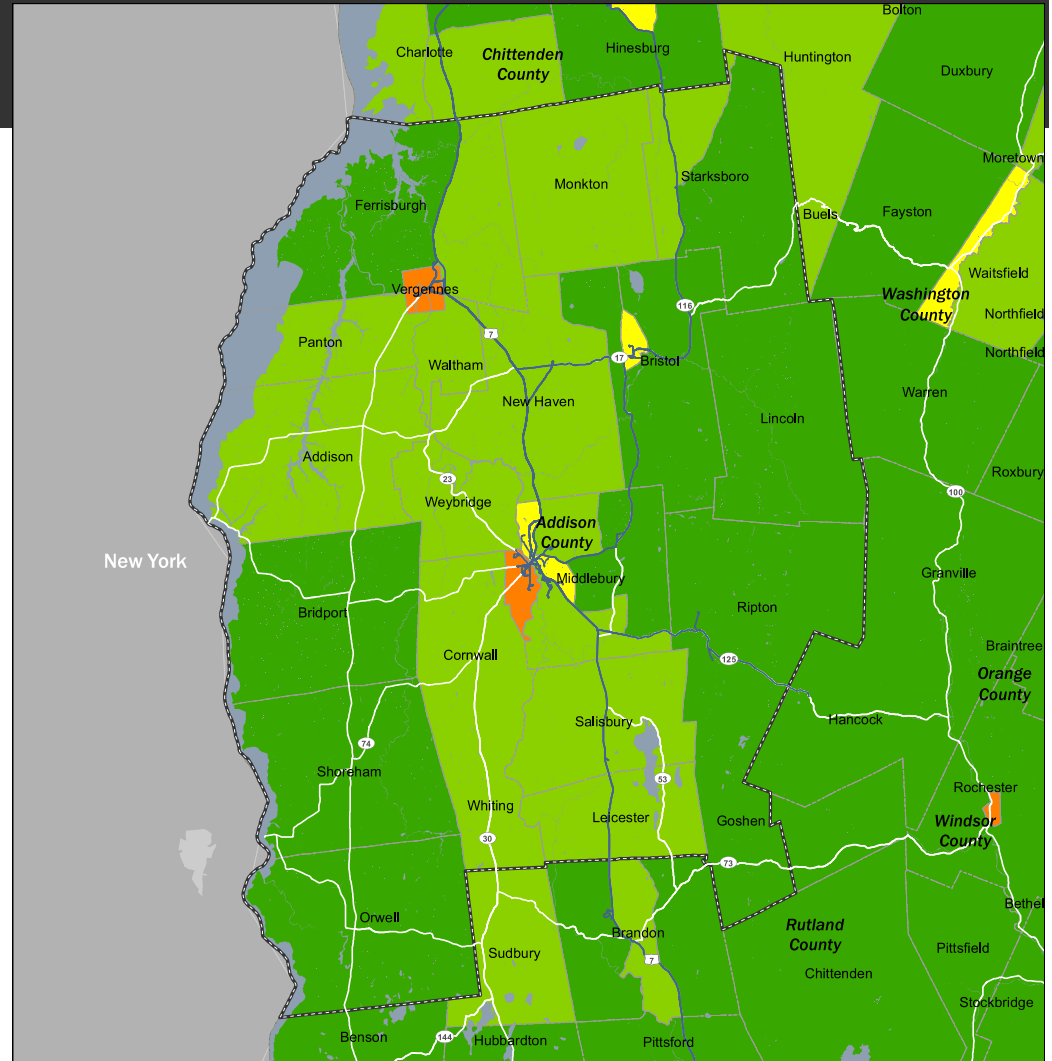 Bolton
Charlotte
Chittenden
County
Hinesburg
Huntington
Duxbury
Moretown
Monkton
Starksboro
Ferrisburgh
Buels
Fayston
Waitsfield
Vergennes
Washington
County
116
Northfield
Panton
7
Northfield
Waltham
17
Bristol
Warren
New Haven
Lincoln
Addison
Roxbury
23
100
Weybridge
Addison
County
New York
Middlebury
Granville
Bridport
Ripton
Braintree
Cornwall
125
Orange
County
Salisbury
Hancock
74
Shoreham
53
Rochester
Whiting
Leicester
Goshen
Windsor
County
30
73
Bethel
Orwell
Rutland
County
Brandon
Sudbury
7
Pittsfield
Chittenden
Stockbridge
Benson
144
Hubbardton
Pittsford